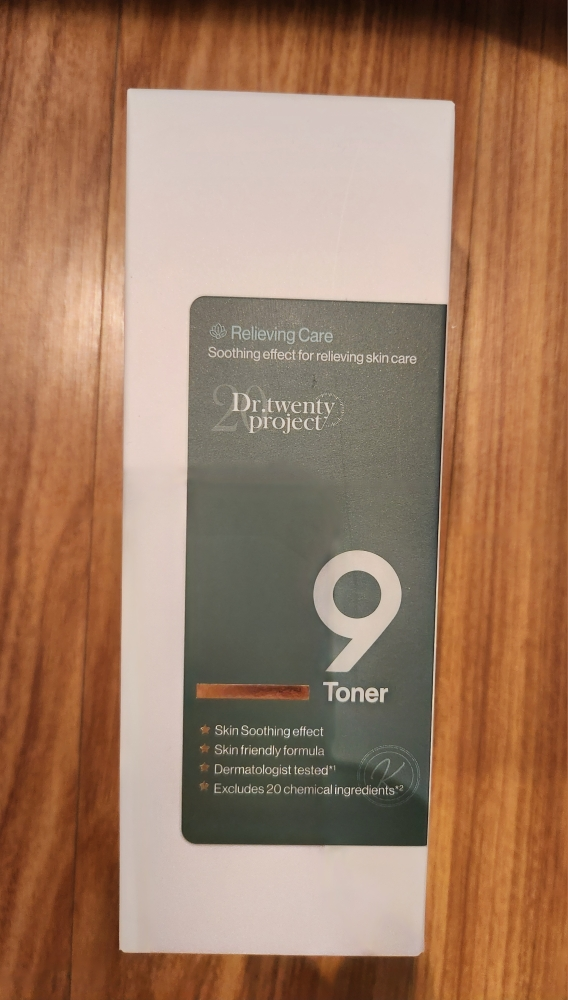 Relieving Care
Soothing effect for relieving skin care
20
Dr.twenty
project
9
Toner
Skin Soothing effect
Skin friendly formula
Dermatologist tested*1
Excludes 20 chemical ingredients*2
K